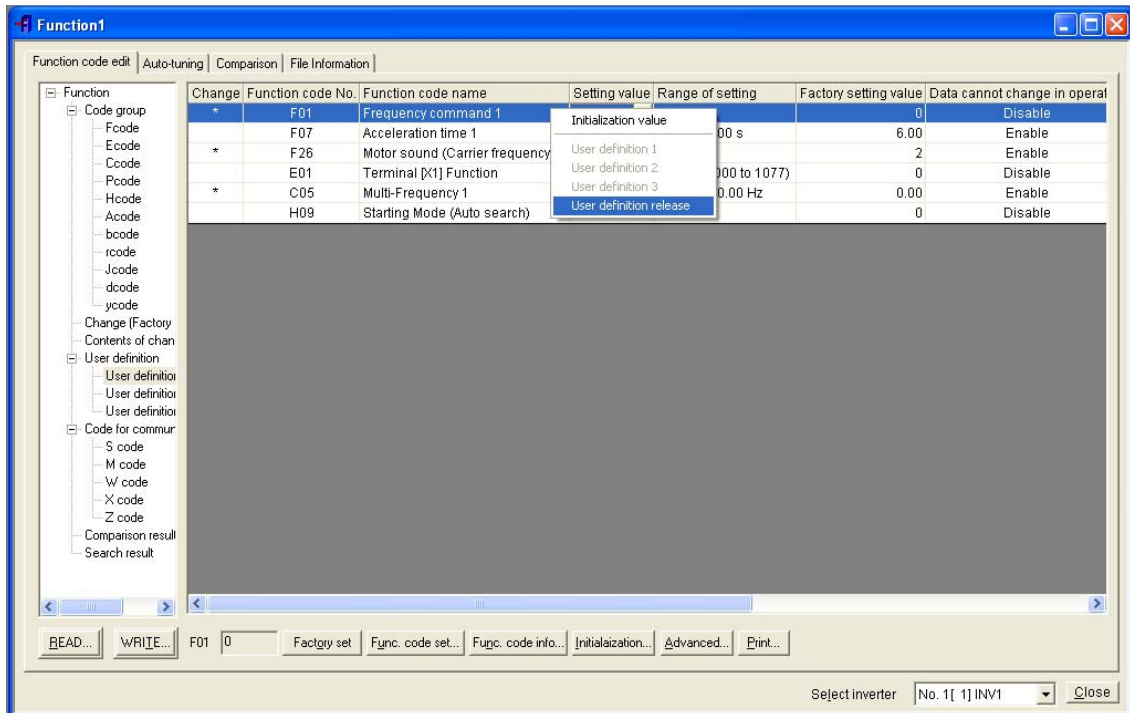 Function1
Function code edit Auto-tuning Comparison File Information
Function
Code group
Fcode
Ecode
Ccode
Pcode
Hcode
Acode
bcode
rcode
Jcode
dcode
ycode
Change (Factory
Contents of chan
User definition
User definition
User definition
User definition
Code for commun
S code
M code
W code
X code
Z code
Comparison result
Search result
Change Function code No. Function code name Setting value Range of setting Factory setting value Data cannot change in operat
* F01 Frequency command 1 0 Disable
F07 Acceleration time 1 00 s 6.00 Enable
* F26 Motor sound (Carrier frequency 2 Enable
E01 Terminal [X1] Function 000 to 1077) 0 Disable
* C05 Multi-Frequency 1 0.00 Hz 0.00 Enable
H09 Starting Mode (Auto search) 0 Disable
Initialization value
User definition 1
User definition 2
User definition 3
User definition release
READ... WRITE... F01 0 Factory set Func. code set... Func. code info... Initialaization... Advanced... Print...
Select inverter No. 1[ 1] INV1 Close